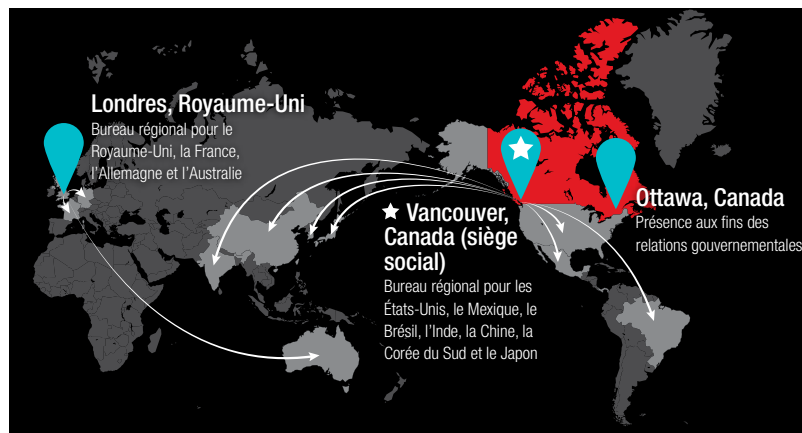 Londres, Royaume-Uni
Bureau régional pour le
Royaume-Uni, la France,
l’Allemagne et l’Australie
Vancouver,
Canada (siège
social)
Bureau régional pour les
États-Unis, le Mexique, le
Brésil, l’Inde, la Chine, la
Corée du Sud et le Japon
Ottawa, Canada
Présence aux fins des
relations gouvernementales